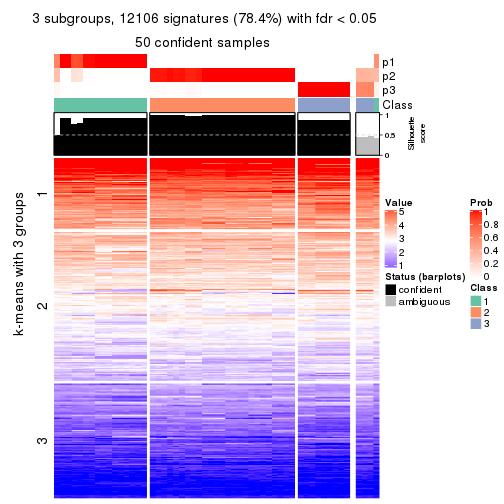 3 subgroups, 12106 signatures (78.4%) with fdr < 0.05
50 confident samples
p1
p2
p3
Class
1
0.5
0
Silhouette
score
k-means with 3 groups
1
2
3
Value
5
4
3
2
1
Status (barplots)
confident
ambiguous
Prob
1
0.8
0.6
0.4
0.2
0
Class
1
2
3